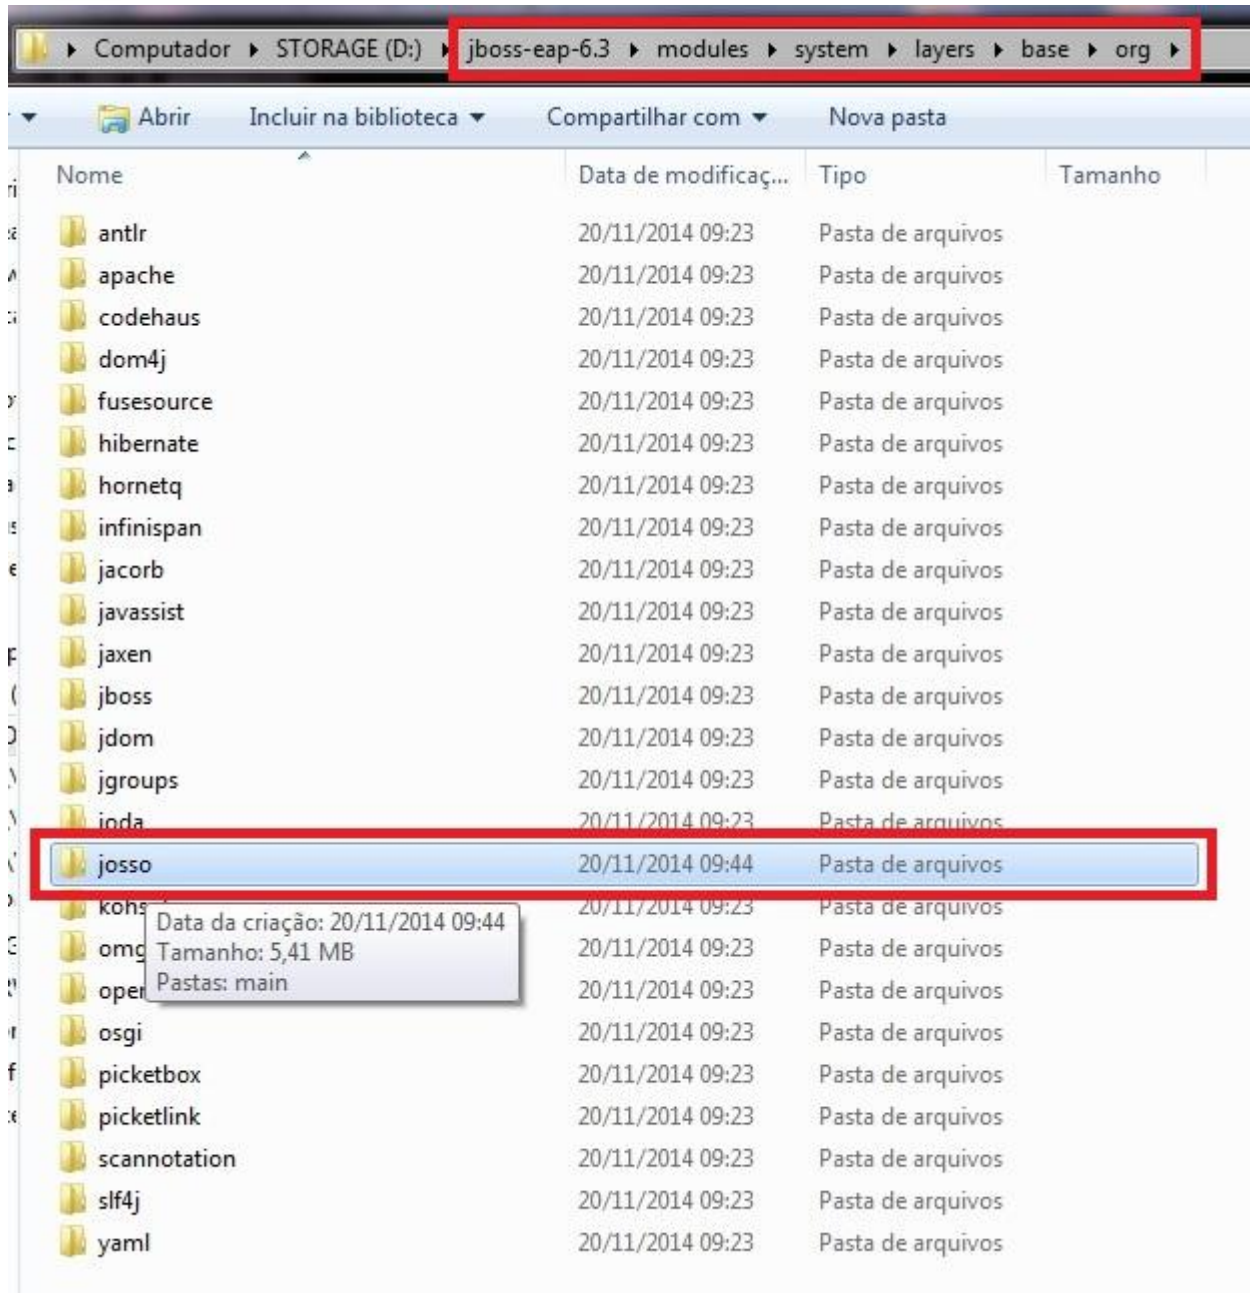 Computador STORAGE (D:) jboss-eap-6.3 modules system layers base org
Abrir Incluir na biblioteca Compartilhar com Nova pasta
Nome Data de modificaç... Tipo Tamanho
antlr 20/11/2014 09:23 Pasta de arquivos
apache 20/11/2014 09:23 Pasta de arquivos
codehaus 20/11/2014 09:23 Pasta de arquivos
dom4j 20/11/2014 09:23 Pasta de arquivos
fusesource 20/11/2014 09:23 Pasta de arquivos
hibernate 20/11/2014 09:23 Pasta de arquivos
hornetq 20/11/2014 09:23 Pasta de arquivos
infinispan 20/11/2014 09:23 Pasta de arquivos
jacorb 20/11/2014 09:23 Pasta de arquivos
javassist 20/11/2014 09:23 Pasta de arquivos
jaxen 20/11/2014 09:23 Pasta de arquivos
jboss 20/11/2014 09:23 Pasta de arquivos
jdom 20/11/2014 09:23 Pasta de arquivos
jgroups 20/11/2014 09:23 Pasta de arquivos
joda 20/11/2014 09:23 Pasta de arquivos
josso 20/11/2014 09:44 Pasta de arquivos
kohs 20/11/2014 09:23 Pasta de arquivos
Data da criação: 20/11/2014 09:44
Tamanho: 5,41 MB
Pastas: main
omg 20/11/2014 09:23 Pasta de arquivos
oper 20/11/2014 09:23 Pasta de arquivos
osgi 20/11/2014 09:23 Pasta de arquivos
picketbox 20/11/2014 09:23 Pasta de arquivos
picketlink 20/11/2014 09:23 Pasta de arquivos
scannotation 20/11/2014 09:23 Pasta de arquivos
slf4j 20/11/2014 09:23 Pasta de arquivos
yaml 20/11/2014 09:23 Pasta de arquivos